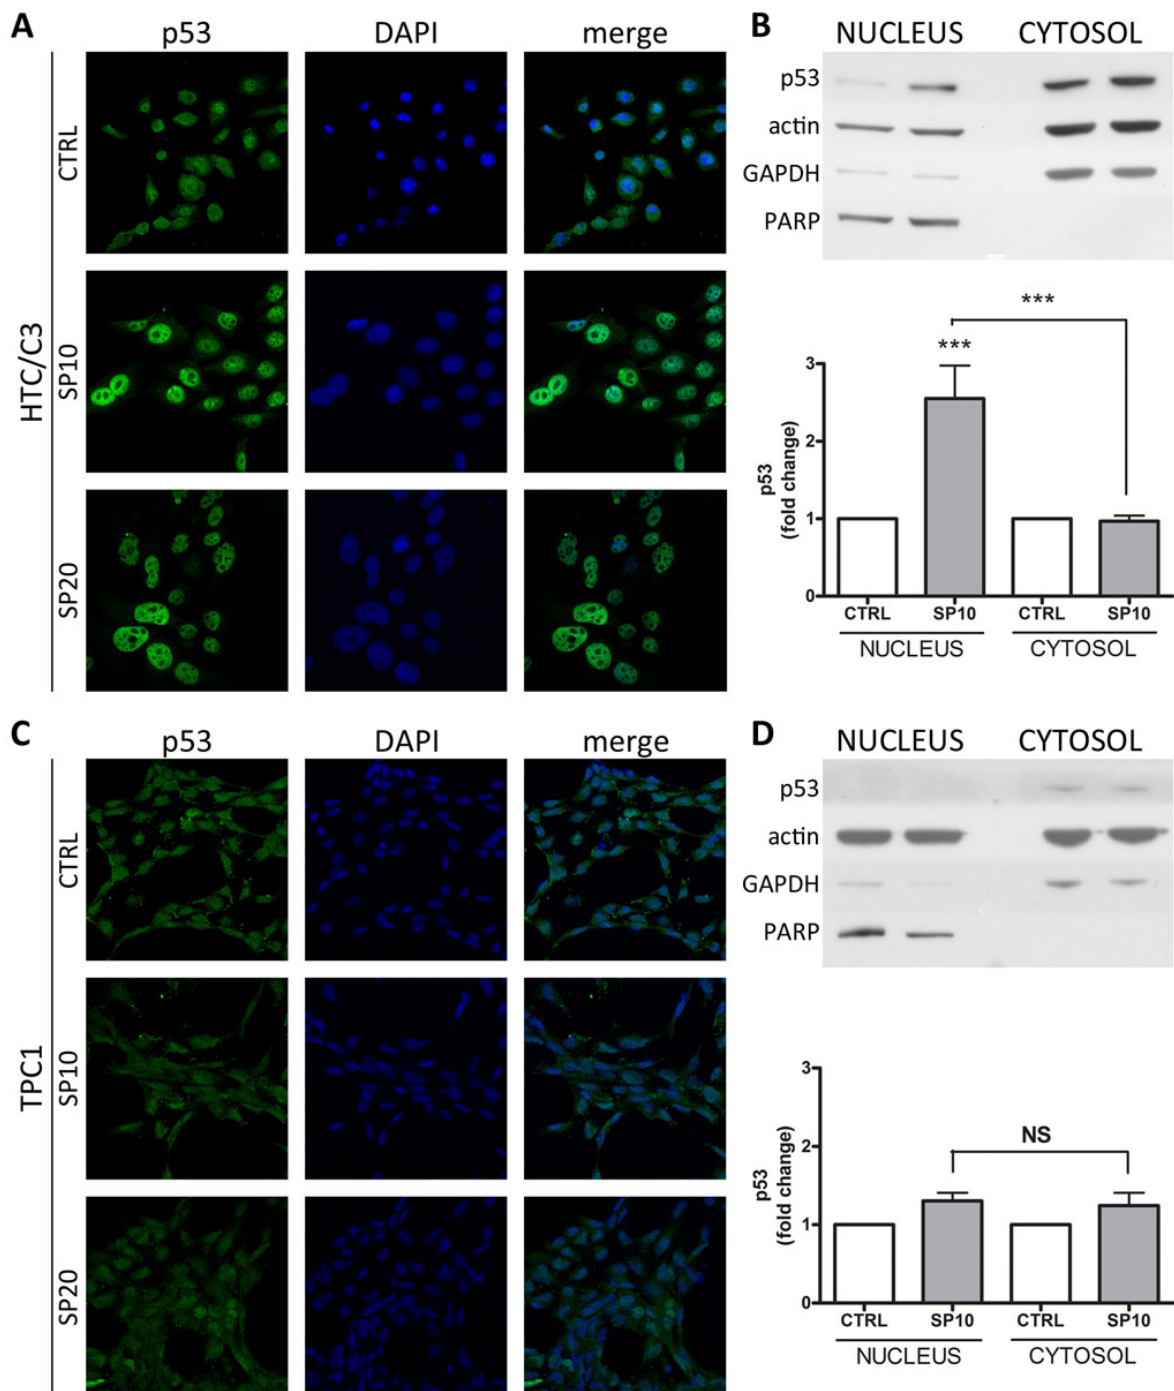 A
p53 DAPI merge
HTC/C3
CTRL
SP10
SP20
B
NUCLEUS CYTOSOL
p53
actin
GAPDH
PARP
***
***
p53
(fold change)
3
2
1
0
CTRL SP10 CTRL SP10
NUCLEUS CYTOSOL
C
p53 DAPI merge
TPC1
CTRL
SP10
SP20
D
NUCLEUS CYTOSOL
p53
actin
GAPDH
PARP
NS
p53
(fold change)
3
2
1
0
CTRL SP10 CTRL SP10
NUCLEUS CYTOSOL